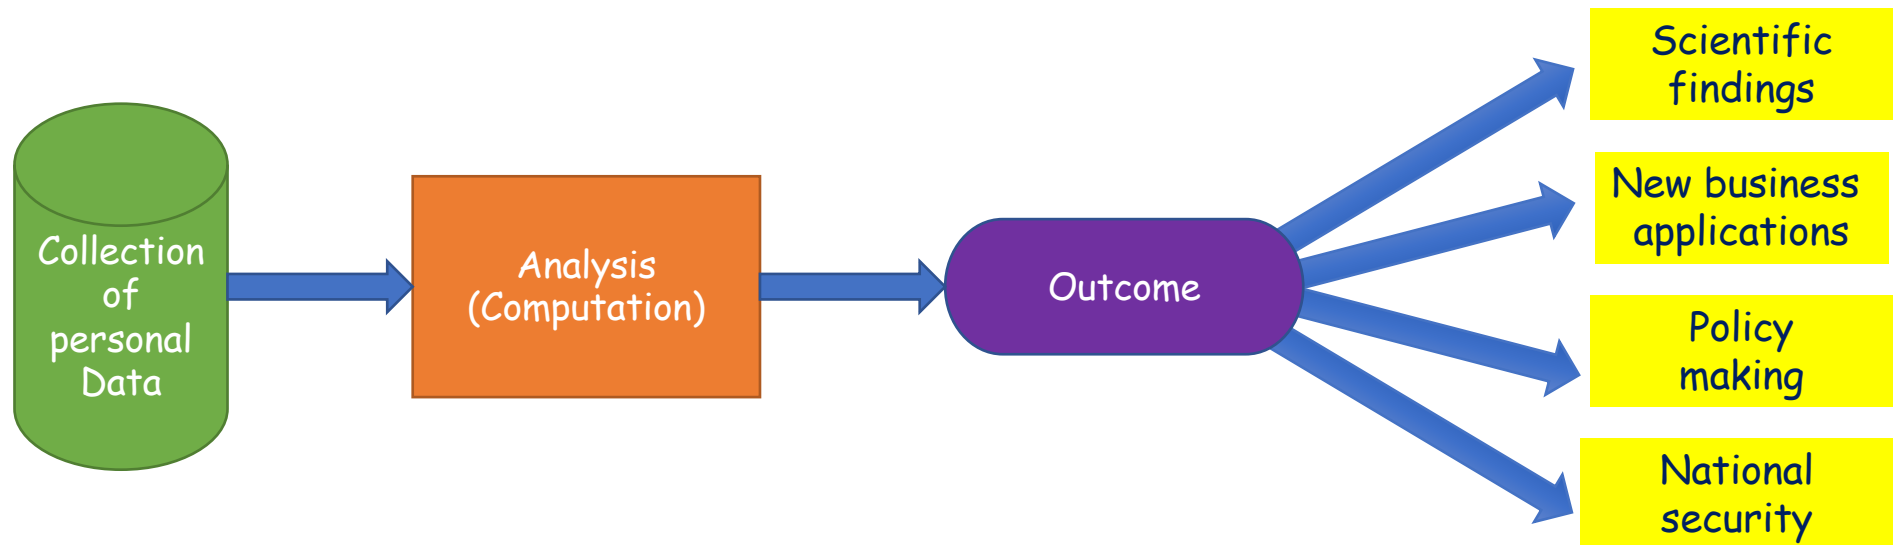 Collection
of
personal
Data
Analysis
(Computation)
Outcome
Scientific
findings
New business
applications
Policy
making
National
security